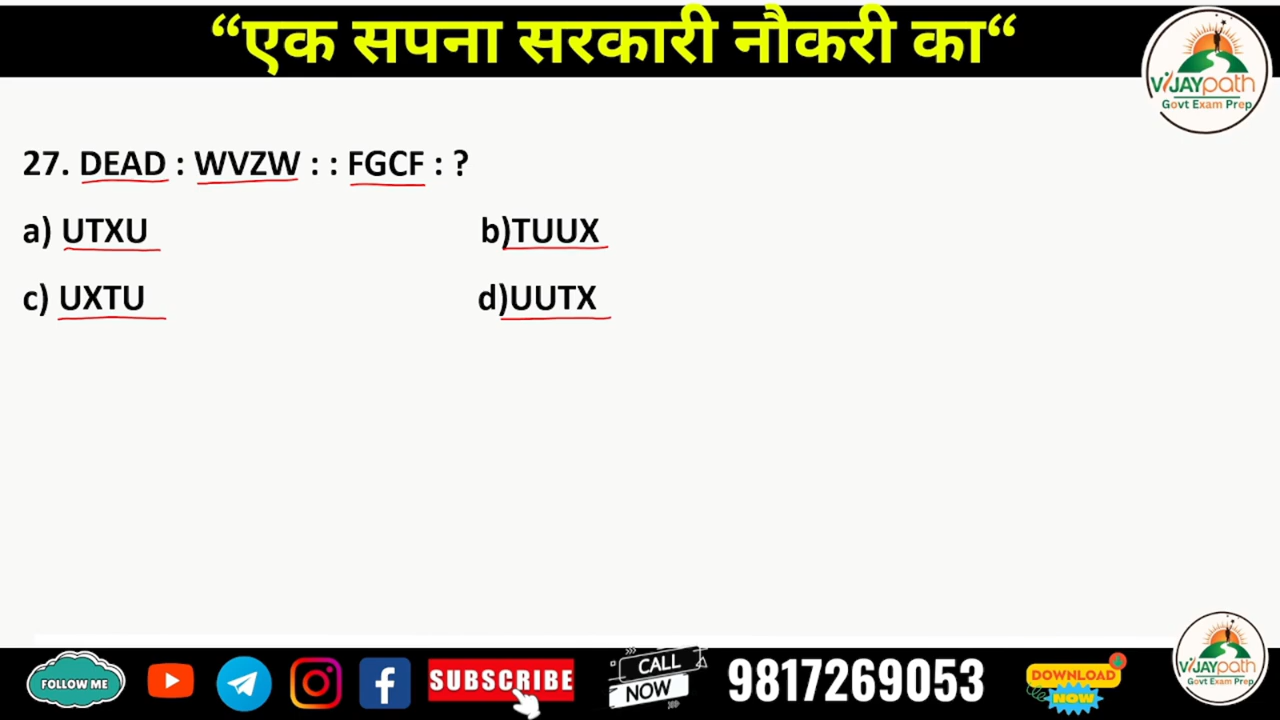 “एक सपना सरकारी नौकरी का“
ViJAYpath
Govt Exam Prep
27. DEAD : WVZW : : FGCF : ?
a) UTXU b)TUUX
c) UXTU d)UUTX
ViJAYpath
Govt Exam Prep
FOLLOW ME SUBSCRIBE CALL NOW 9817269053 DOWNLOAD NOW